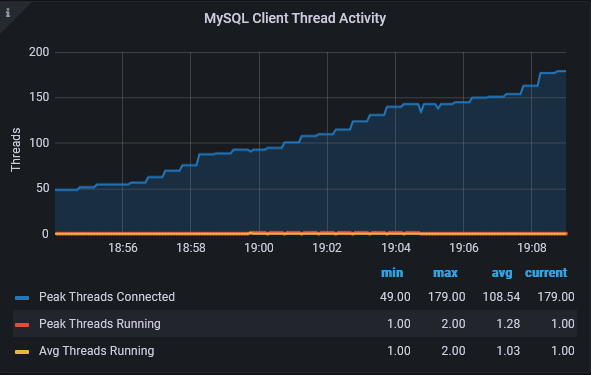 i
MySQL Client Thread Activity
200
150
100
50
0
Threads
18:56 18:58 19:00 19:02 19:04 19:06 19:08
min max avg current
Peak Threads Connected 49.00 179.00 108.54 179.00
Peak Threads Running 1.00 2.00 1.28 1.00
Avg Threads Running 1.00 2.00 1.03 1.00